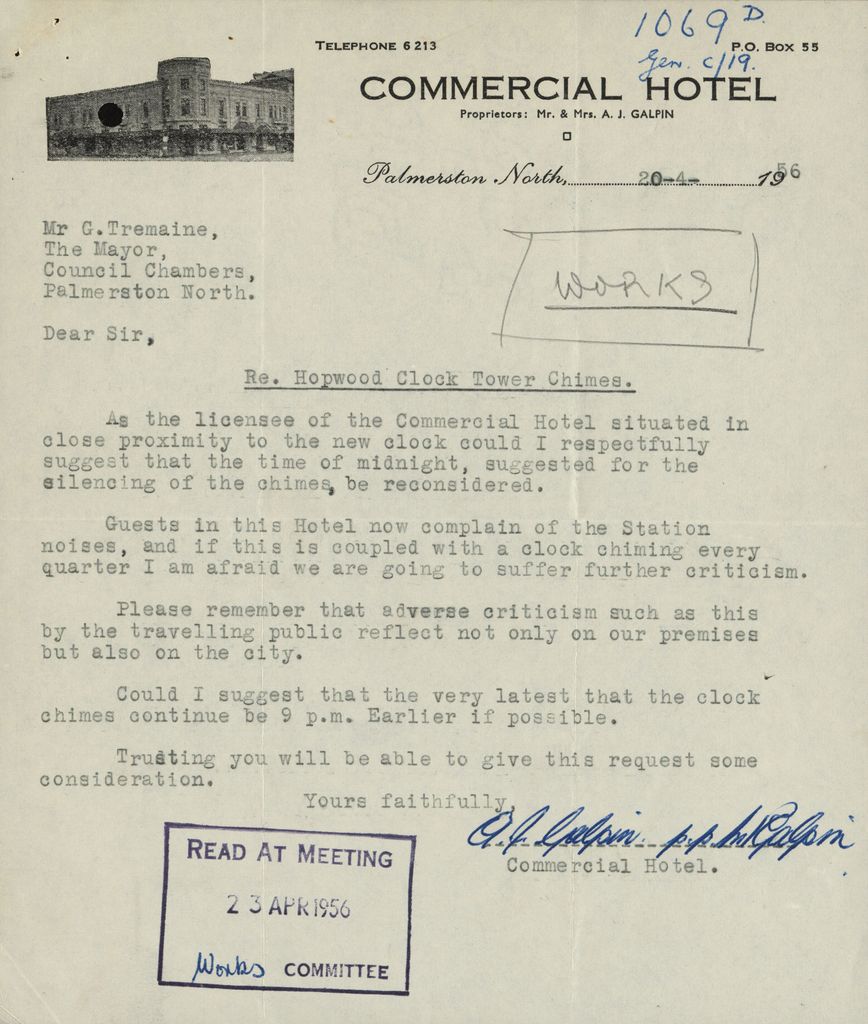 1069 D.
TELEPHONE 6 213
P.O. BOX 55
Gen. C/19.
COMMERCIAL HOTEL
Proprietors: Mr. & Mrs. A. J. GALPIN
Palmerston North, 20-4- 1956
Mr G.Tremaine,
The Mayor,
Council Chambers,
Palmerston North.
WORKS
Dear Sir,
Re. Hopwood Clock Tower Chimes.
As the licensee of the Commercial Hotel situated in
close proximity to the new clock could I respectfully
suggest that the time of midnight, suggested for the
silencing of the chimes, be reconsidered.
Guests in this Hotel now complain of the Station
noises, and if this is coupled with a clock chiming every
quarter I am afraid we are going to suffer further criticism.
Please remember that adverse criticism such as this
by the travelling public reflect not only on our premises
but also on the city.
Could I suggest that the very latest that the clock
chimes continue be 9 p.m. Earlier if possible.
Trusting you will be able to give this request some
consideration.
Yours faithfully,
A. J. Galpin. p.p. Galpin
Commercial Hotel.
READ AT MEETING
23 APR 1956
Works COMMITTEE